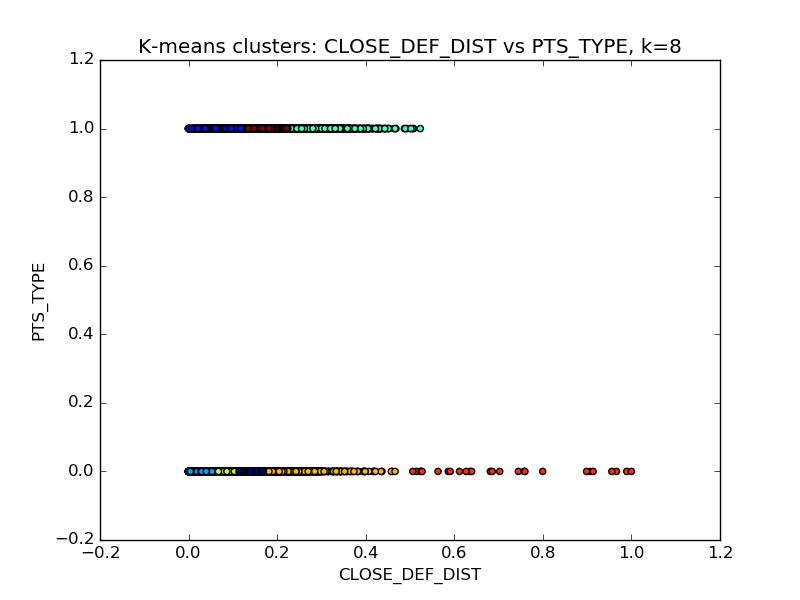 K-means clusters: CLOSE_DEF_DIST vs PTS_TYPE, k=8
1.2
1.0
0.8
0.6
0.4
0.2
0.0
−0.2
PTS_TYPE
−0.2 0.0 0.2 0.4 0.6 0.8 1.0 1.2
CLOSE_DEF_DIST